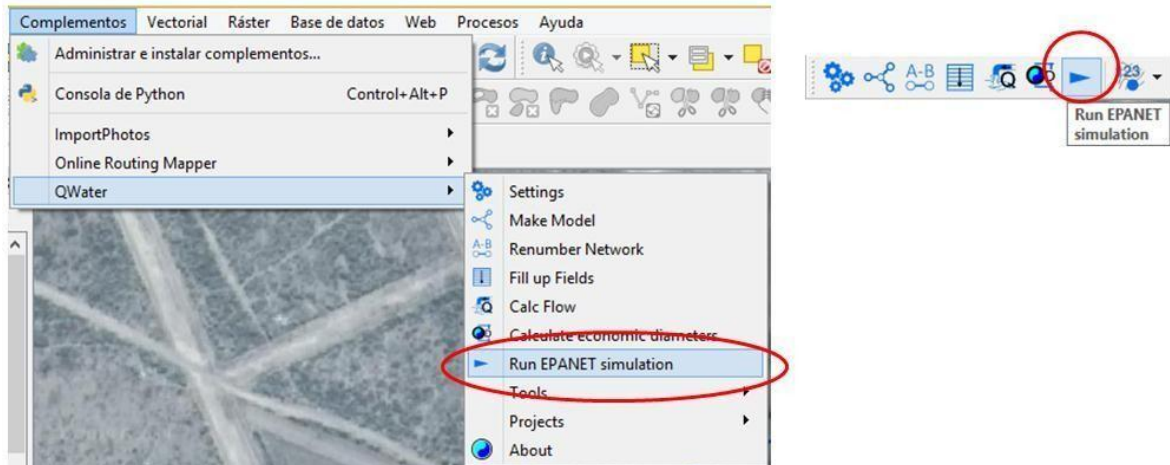 Complementos Vectorial Ráster Base de datos Web Procesos Ayuda
Administrar e instalar complementos...
Consola de Python Control+Alt+P
ImportPhotos
Online Routing Mapper
QWater
Settings
Make Model
A-B Renumber Network
Fill up Fields
Calc Flow
Calculate economic diameters
Run EPANET simulation
Tools
Projects
About
A-B
Q
123
Run EPANET
simulation